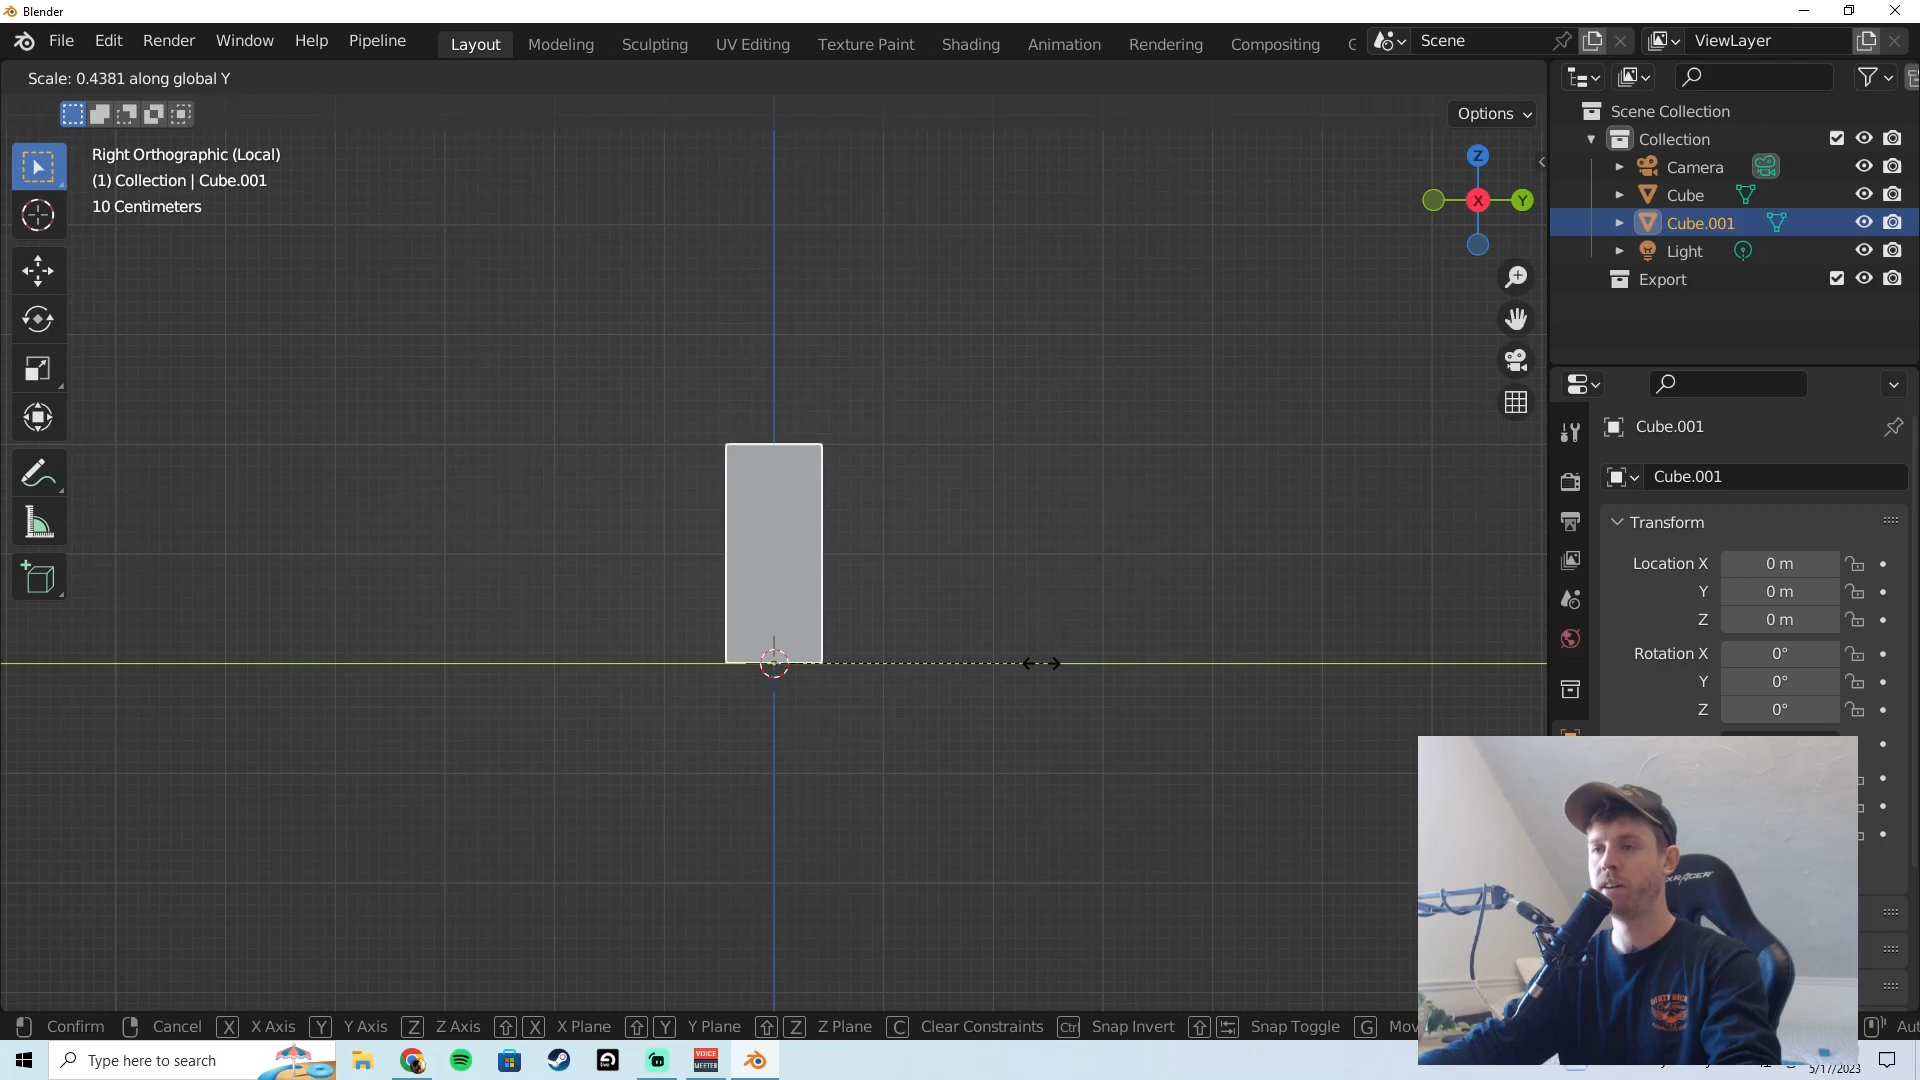 Blender
File Edit Render Window Help Pipeline Layout Modeling Sculpting UV Editing Texture Paint Shading Animation Rendering Compositing Scene ViewLayer
Scale: 0.4381 along global Y
Options
Right Orthographic (Local)
(1) Collection | Cube.001
10 Centimeters
Z
X
Y
Scene Collection
Collection
Camera
Cube
Cube.001
Light
Export
Cube.001
Cube.001
Transform
Location X 0 m
Y 0 m
Z 0 m
Rotation X 0°
Y 0°
Z 0°
Confirm Cancel X X Axis Y Y Axis Z Z Axis X X Plane Y Y Plane Z Z Plane C Clear Constraints Ctrl Snap Invert Snap Toggle G Mov Aut
Type here to search
VOICE
MEETER
5/17/2023